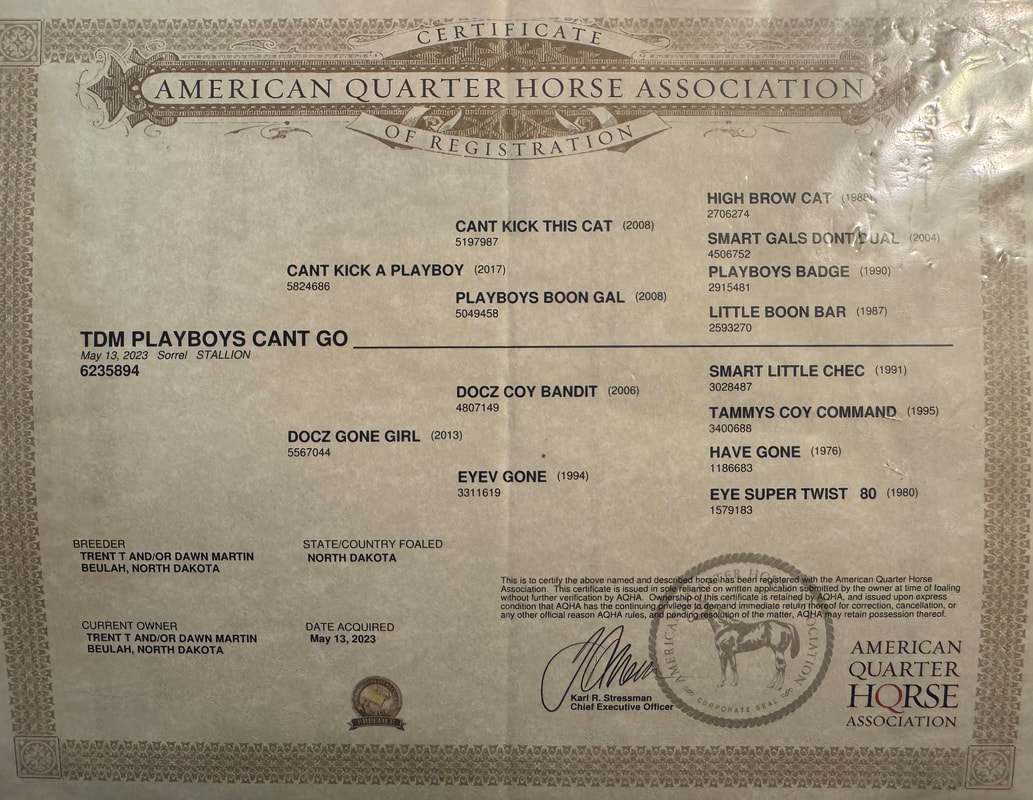 CERTIFICATE
AMERICAN QUARTER HORSE ASSOCIATION
OF REGISTRATION
HIGH BROW CAT (1988)
2706274
CANT KICK THIS CAT (2008)
5197987
SMART GALS DONT DUAL (2004)
4506752
CANT KICK A PLAYBOY (2017)
5824686
PLAYBOYS BADGE (1990)
2915481
PLAYBOYS BOON GAL (2008)
5049458
LITTLE BOON BAR (1987)
2593270
TDM PLAYBOYS CANT GO
May 13, 2023 Sorrel STALLION
6235894
SMART LITTLE CHEC (1991)
3028487
DOCZ COY BANDIT (2006)
4807149
TAMMYS COY COMMAND (1995)
3400688
DOCZ GONE GIRL (2013)
5567044
HAVE GONE (1976)
1186683
EYEV GONE (1994)
3311619
EYE SUPER TWIST 80 (1980)
1579183
BREEDER
TRENT T AND/OR DAWN MARTIN
BEULAH, NORTH DAKOTA
STATE/COUNTRY FOALED
NORTH DAKOTA
CURRENT OWNER
TRENT T AND/OR DAWN MARTIN
BEULAH, NORTH DAKOTA
DATE ACQUIRED
May 13, 2023
This is to certify the above named and described horse has been registered with the American Quarter Horse
Association. This certificate is issued in sole reliance on written application submitted by the owner at time of foaling
without further verification by AQHA. Ownership of this certificate is retained by AQHA, and issued upon express
condition that AQHA has the continuing privilege to demand immediate return thereof for correction, cancellation, or
any other official reason AQHA rules, and pending resolution of the matter, AQHA may retain possession thereof.
Karl R. Stressman
Chief Executive Officer
CORPORATE SEAL
BREEDER
AMERICAN
QUARTER
HORSE
ASSOCIATION